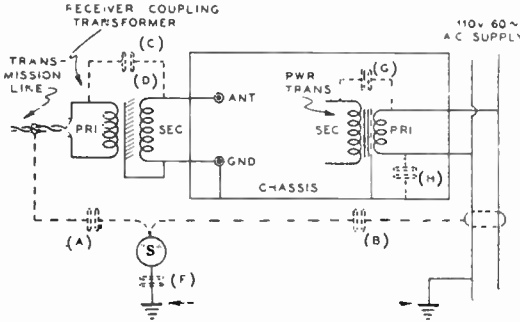 RECEIVER COUPLING
TRANSFORMER
110V 60~
AC SUPPLY
(C)
TRANS-
MISSION
LINE
(D)
(G)
PWR
TRANS
ANT
PRI
SEC
SEC
PRI
GND
(H)
CHASSIS
(A)
(B)
S
(F)